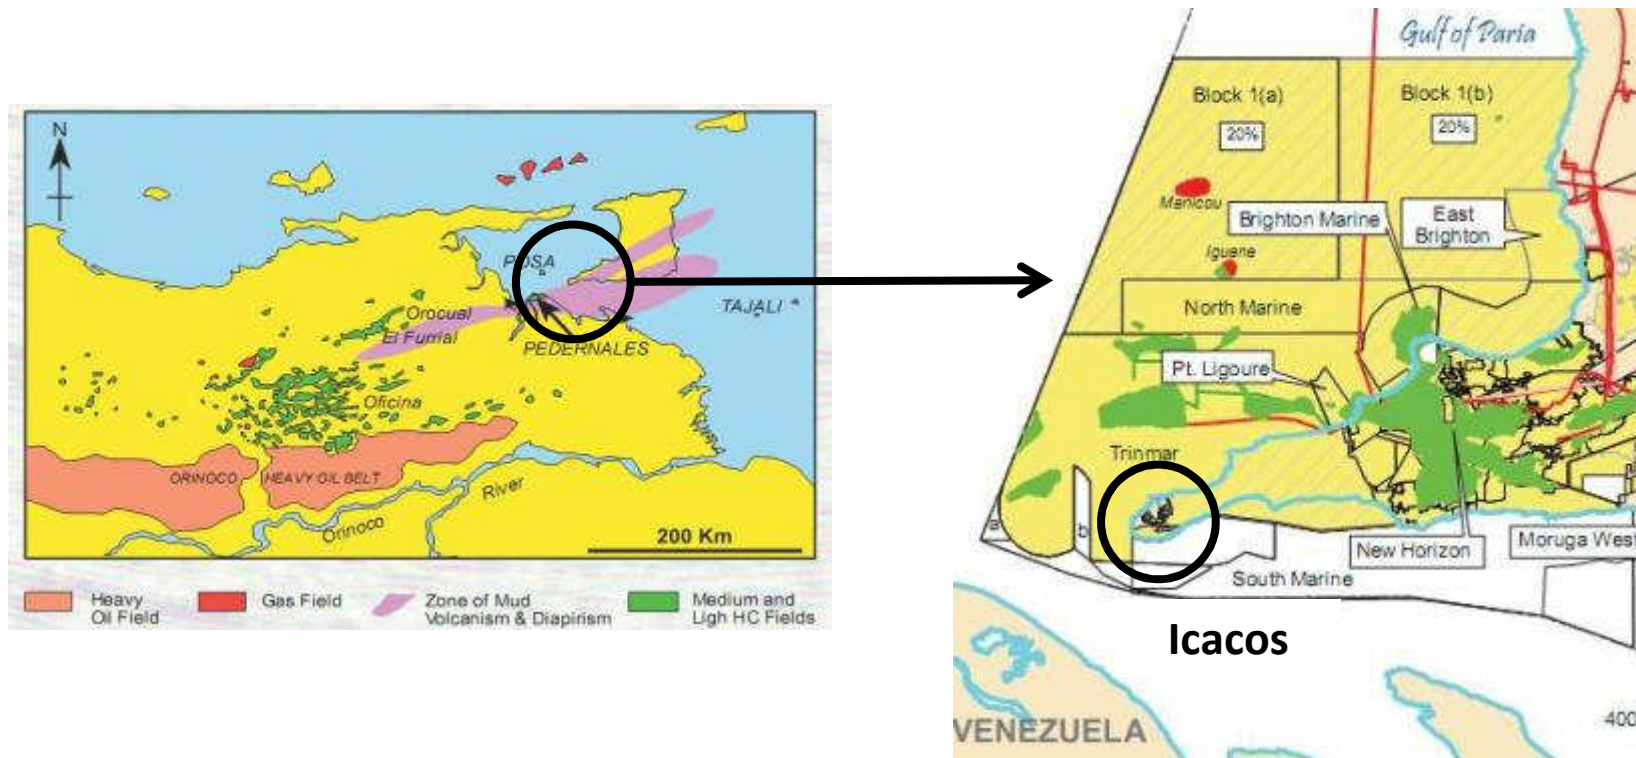 N
POSA
Orocual
El Furrial
TAJALI
PEDERNALES
Oficina
ORINOCO
HEAVY OIL BELT
River
Orinoco
200 Km
Heavy
Oil Field
Gas Field
Zone of Mud
Volcanism & Diapirism
Medium and
Ligh HC Fields
Gulf of Paria
Block 1(a)
20%
Block 1(b)
20%
Manicou
Brighton Marine
East
Brighton
Iguane
North Marine
Pt. Ligoure
Trinmar
a
b
New Horizon
Moruga West
South Marine
Icacos
VENEZUELA
400